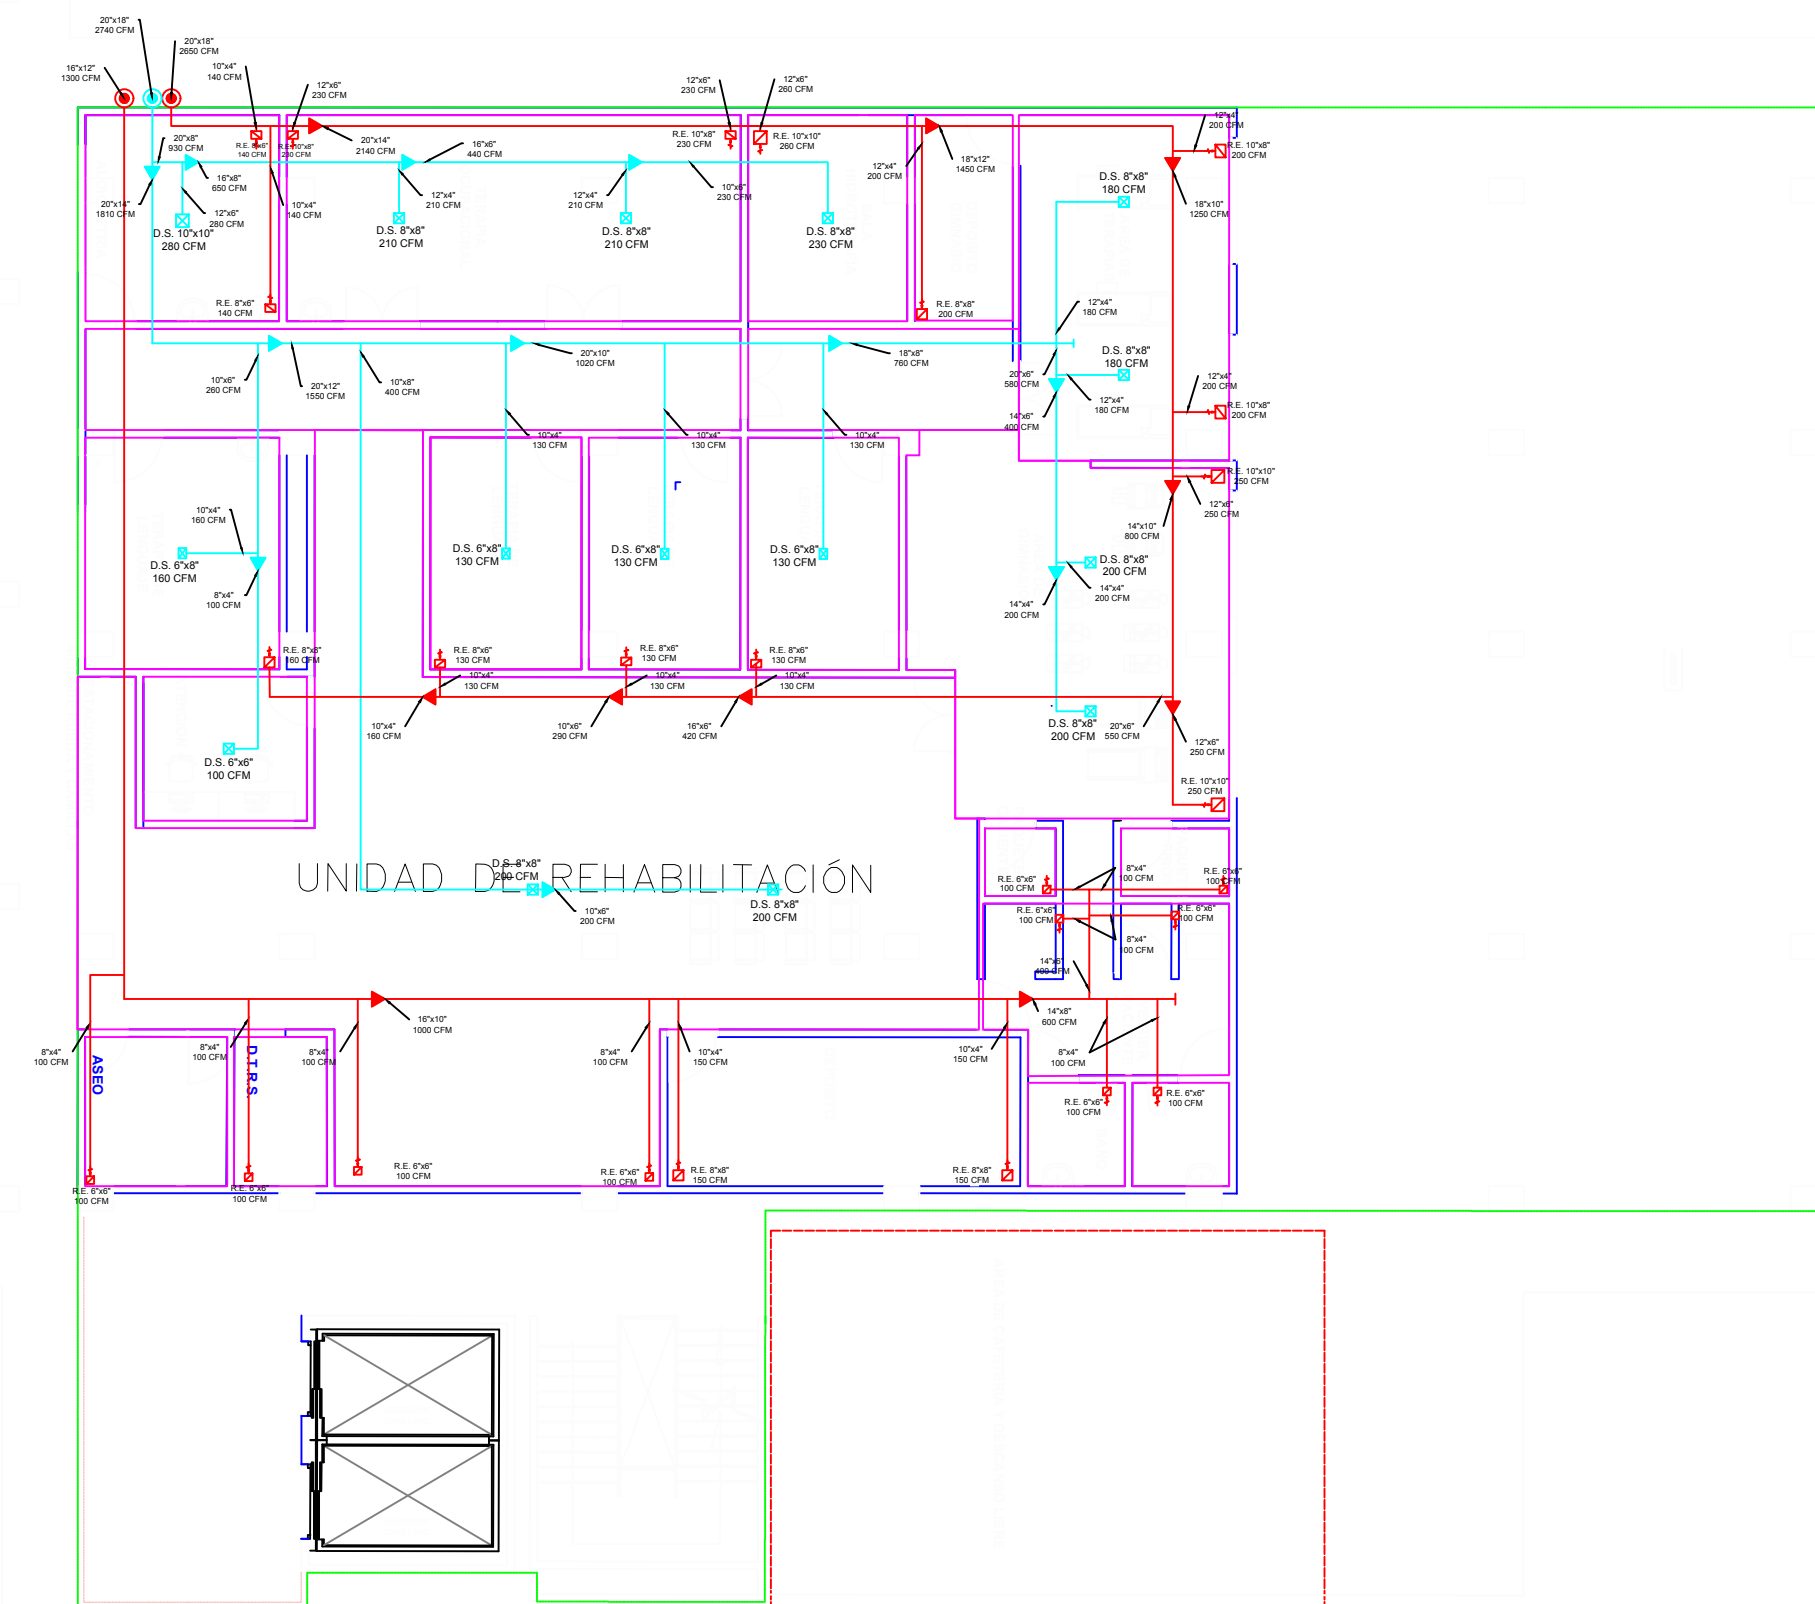 20"x18"
2740 CFM
20"x18"
2650 CFM
16"x12"
1300 CFM
10"x4"
140 CFM
12"x6"
230 CFM
12"x6"
230 CFM
12"x6"
260 CFM
12"x4"
200 CFM
20"x8"
930 CFM
R.E. 8"x6"
140 CFM
R.E. 10"x8"
230 CFM
20"x14"
2140 CFM
16"x6"
440 CFM
R.E. 10"x8"
230 CFM
R.E. 10"x10"
260 CFM
12"x4"
200 CFM
18"x12"
1450 CFM
R.E. 10"x8"
200 CFM
16"x8"
650 CFM
20"x14"
1810 CFM
12"x6"
280 CFM
10"x4"
140 CFM
12"x4"
210 CFM
12"x4"
210 CFM
10"x6"
230 CFM
D.S. 8"x8"
180 CFM
18"x10"
1250 CFM
D.S. 10"x10"
280 CFM
D.S. 8"x8"
210 CFM
D.S. 8"x8"
210 CFM
D.S. 8"x8"
230 CFM
R.E. 8"x6"
140 CFM
R.E. 8"x8"
200 CFM
12"x4"
180 CFM
10"x6"
260 CFM
20"x12"
1550 CFM
10"x8"
400 CFM
20"x10"
1020 CFM
18"x8"
760 CFM
20"x6"
580 CFM
D.S. 8"x8"
180 CFM
12"x4"
180 CFM
12"x4"
200 CFM
14"x6"
400 CFM
R.E. 10"x8"
200 CFM
10"x4"
130 CFM
10"x4"
130 CFM
10"x4"
130 CFM
R.E. 10"x10"
250 CFM
12"x6"
250 CFM
14"x10"
800 CFM
10"x4"
160 CFM
D.S. 6"x8"
160 CFM
D.S. 6"x8"
130 CFM
D.S. 6"x8"
130 CFM
D.S. 6"x8"
130 CFM
D.S. 8"x8"
200 CFM
8"x4"
100 CFM
14"x4"
200 CFM
14"x4"
200 CFM
R.E. 8"x8"
160 CFM
R.E. 8"x6"
130 CFM
R.E. 8"x6"
130 CFM
R.E. 8"x6"
130 CFM
10"x4"
130 CFM
10"x4"
130 CFM
10"x4"
130 CFM
10"x4"
160 CFM
10"x6"
290 CFM
16"x6"
420 CFM
D.S. 8"x8"
200 CFM
20"x6"
550 CFM
12"x6"
250 CFM
D.S. 6"x6"
100 CFM
R.E. 10"x10"
250 CFM
UNIDAD DE REHABILITACIÓN
D.S. 8"x8"
200 CFM
D.S. 8"x8"
200 CFM
10"x6"
200 CFM
8"x4"
100 CFM
R.E. 6"x6"
100 CFM
R.E. 6"x6"
100 CFM
R.E. 6"x6"
100 CFM
R.E. 6"x6"
100 CFM
8"x4"
100 CFM
14"x6"
400 CFM
16"x10"
1000 CFM
14"x8"
600 CFM
8"x4"
100 CFM
ASEO
8"x4"
100 CFM
D.T.R.S.
8"x4"
100 CFM
8"x4"
100 CFM
10"x4"
150 CFM
10"x4"
150 CFM
8"x4"
100 CFM
R.E. 6"x6"
100 CFM
R.E. 6"x6"
100 CFM
R.E. 6"x6"
100 CFM
R.E. 6"x6"
100 CFM
R.E. 6"x6"
100 CFM
R.E. 6"x6"
100 CFM
R.E. 8"x8"
150 CFM
R.E. 8"x8"
150 CFM